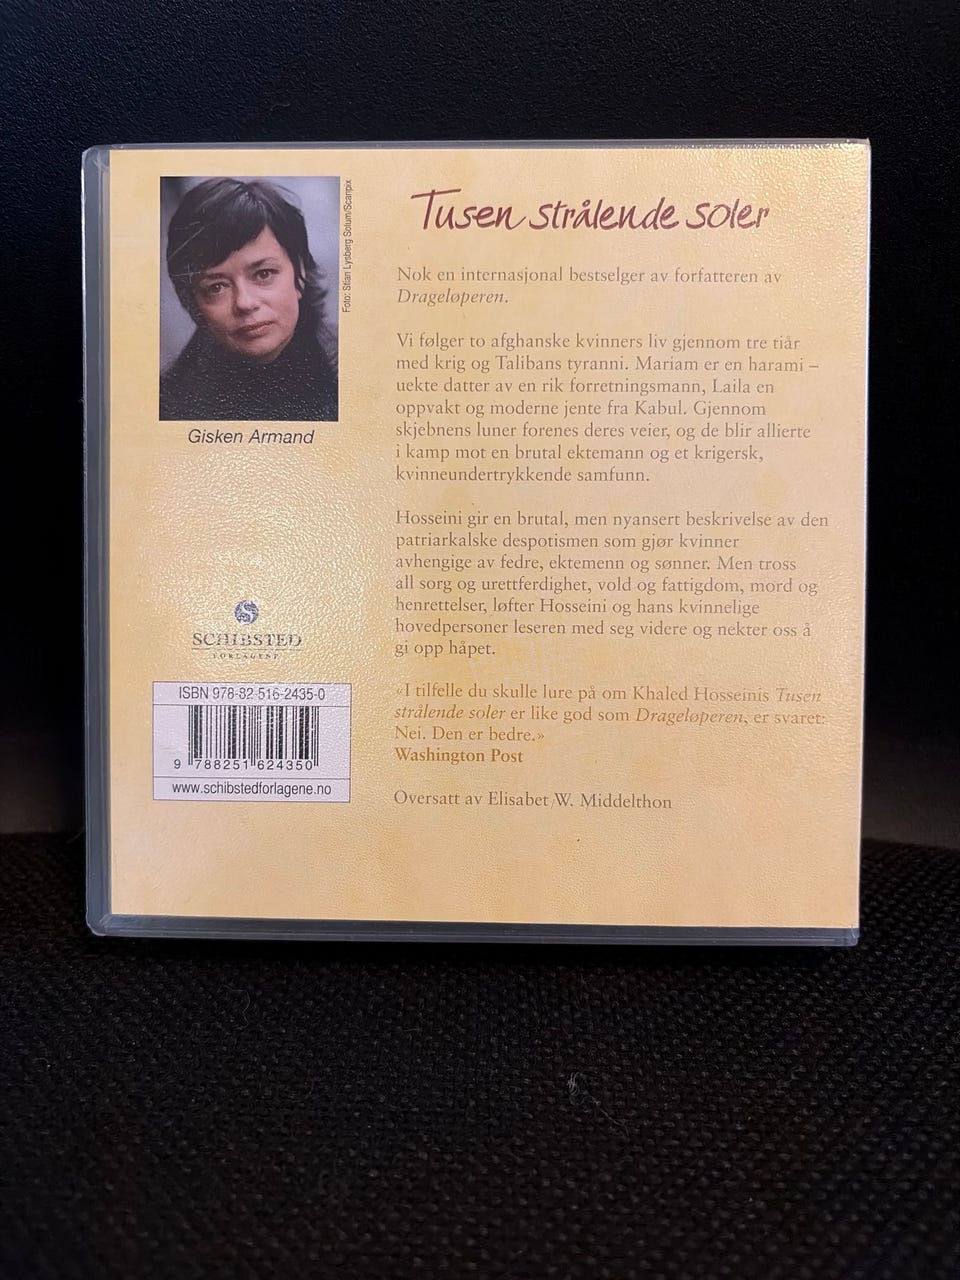 Foto: Stian Lysberg Solum/Scanpix
Gisken Armand
SCHIBSTED
FORLAGENE
ISBN 978-82-516-2435-0
9 788251 624350
www.schibstedforlagene.no
Tusen strålende soler
Nok en internasjonal bestselger av forfatteren av
Drageløperen.
Vi følger to afghanske kvinners liv gjennom tre tiår
med krig og Talibans tyranni. Mariam er en harami –
uekte datter av en rik forretningsmann, Laila en
oppvakt og moderne jente fra Kabul. Gjennom
skjebnens luner forenes deres veier, og de blir allierte
i kamp mot en brutal ektemann og et krigersk,
kvinneundertrykkende samfunn.
Hosseini gir en brutal, men nyansert beskrivelse av den
patriarkalske despotismen som gjør kvinner
avhengige av fedre, ektemenn og sønner. Men tross
all sorg og urettferdighet, vold og fattigdom, mord og
henrettelser, løfter Hosseini og hans kvinnelige
hovedpersoner leseren med seg videre og nekter oss å
gi opp håpet.
«I tilfelle du skulle lure på om Khaled Hosseinis Tusen
strålende soler er like god som Drageløperen, er svaret:
Nei. Den er bedre.»
Washington Post
Oversatt av Elisabet W. Middelthon